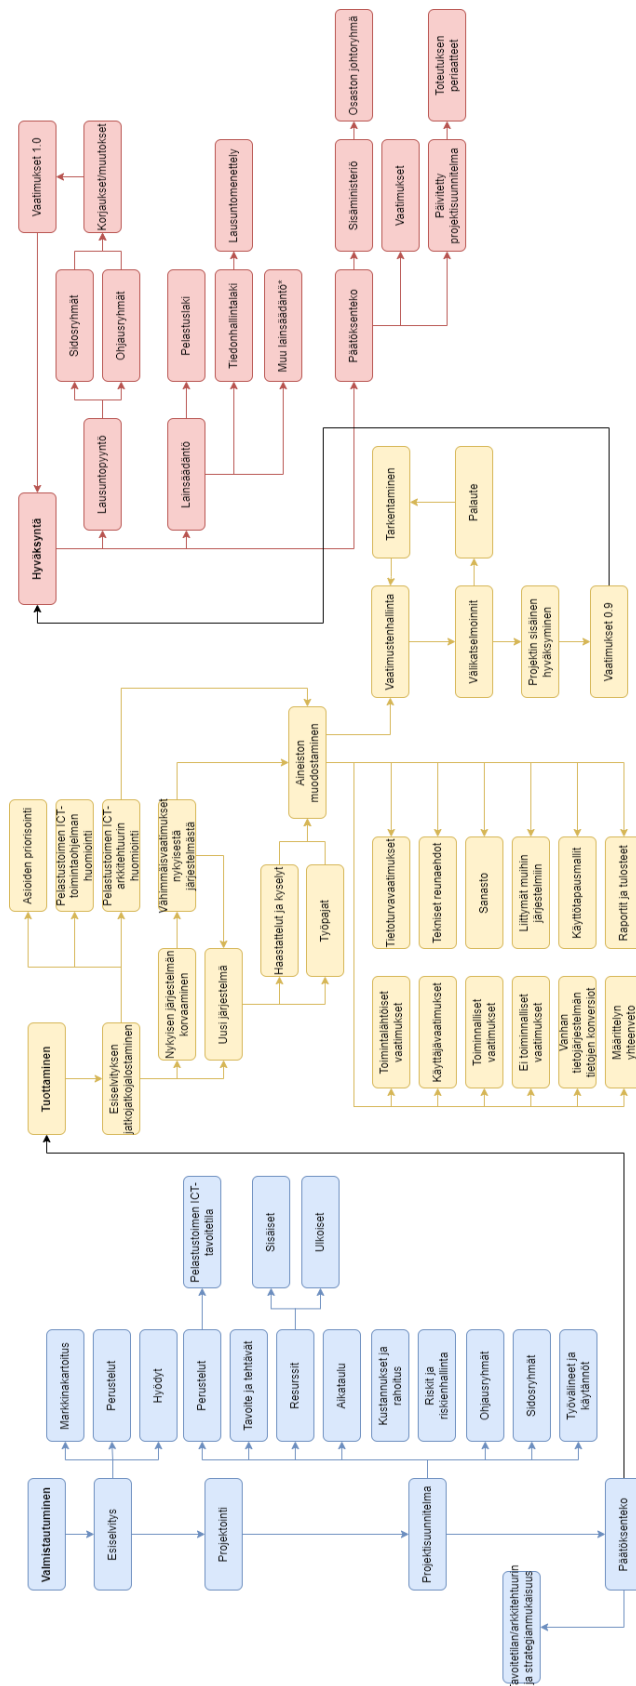 Valmistautuminen
Esiselvitys
Markkinakartoitus
Perustelut
Hyödyt
Projektointi
Projektisuunnitelma
Perustelut
Pelastustoimen ICT-
tavoitetila
Tavoite ja tehtävät
Resurssit
Sisäiset
Ulkoiset
Aikataulu
Kustannukset ja
rahoitus
Riskit ja
riskienhallinta
Ohjausryhmät
Sidosryhmät
Työvälineet ja
käytännöt
Päätöksenteko
avoitetilan/arkkitehtuurin
ja strategianmukaisuus
Tuottaminen
Esiselvityksen
jatkojatkojalostaminen
Asioiden priorisointi
Pelastustoimen ICT-
toimintaohjelman
huomiointi
Pelastustoimen ICT-
arkkitehtuurin
huomiointi
Nykyisen järjestelmän
korvaaminen
Vähimmäisvaatimukset
nykyisestä
järjestelmästä
Uusi järjestelmä
Haastattelut ja kyselyt
Työpajat
Aineiston
muodostaminen
Toimintalähtöiset
vaatimukset
Käyttäjävaatimukset
Toiminnalliset
vaatimukset
Ei toiminnalliset
vaatimukset
Vanhan
tietojärjestelmän
tietojen konversiot
Määrittelyn
yhteenveto
Tietoturvavaatimukset
Tekniset reunaehdot
Sanasto
Liittymät muihin
järjestelmiin
Käyttötapausmallit
Raportit ja tulosteet
Vaatimustenhallinta
Tarkentaminen
Välikatselmoinnit
Palaute
Projektin sisäinen
hyväksyminen
Vaatimukset 0.9
Hyväksyntä
Vaatimukset 1.0
Lausuntopyyntö
Sidosryhmät
Ohjausryhmät
Korjaukset/muutokset
Lainsäädäntö
Pelastuslaki
Tiedonhallintalaki
Lausuntomenettely
Muu lainsäädäntö*
Päätöksenteko
Sisäministeriö
Osaston johtoryhmä
Vaatimukset
Päivitetty
projektisuunnitelma
Toteutuksen
periaatteet